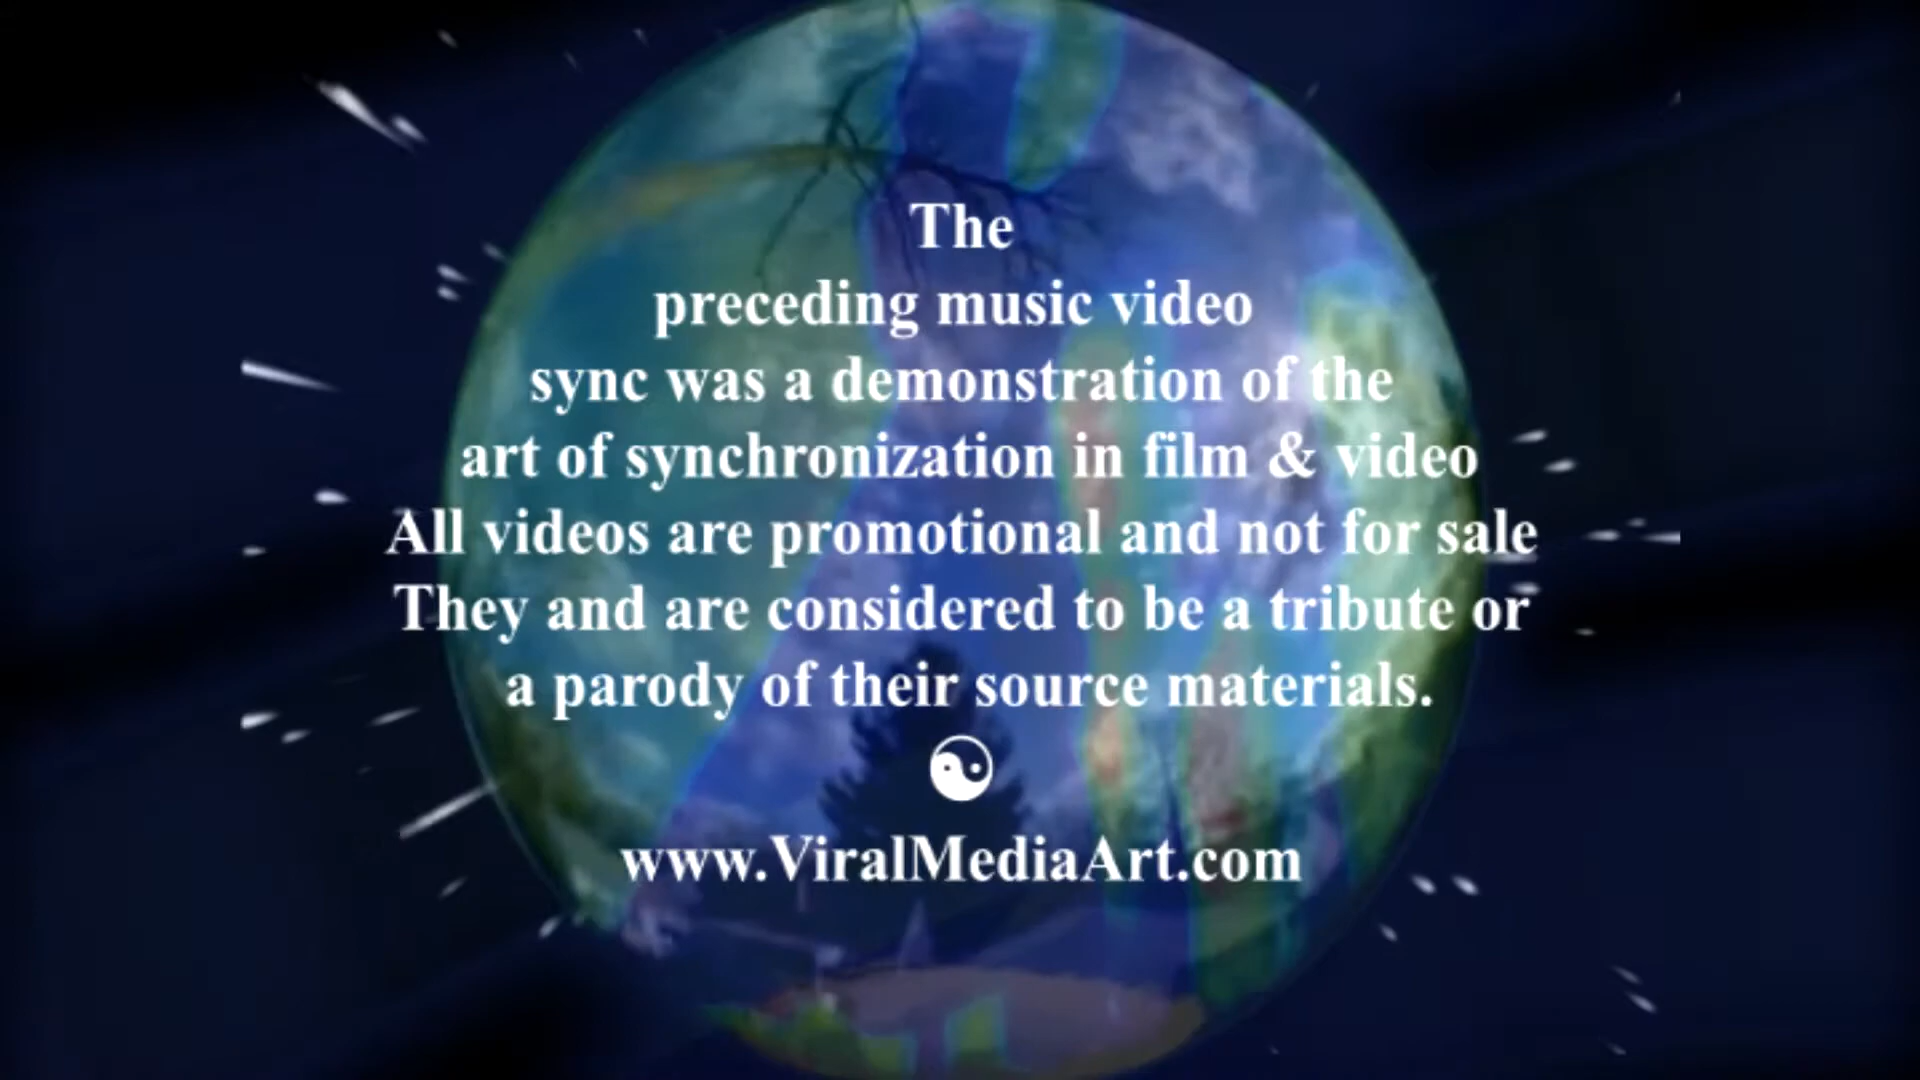 The
preceding music video
sync was a demonstration of the
art of synchronization in film & video
All videos are promotional and not for sale
They and are considered to be a tribute or
a parody of their source materials.
☯
www.ViralMediaArt.com